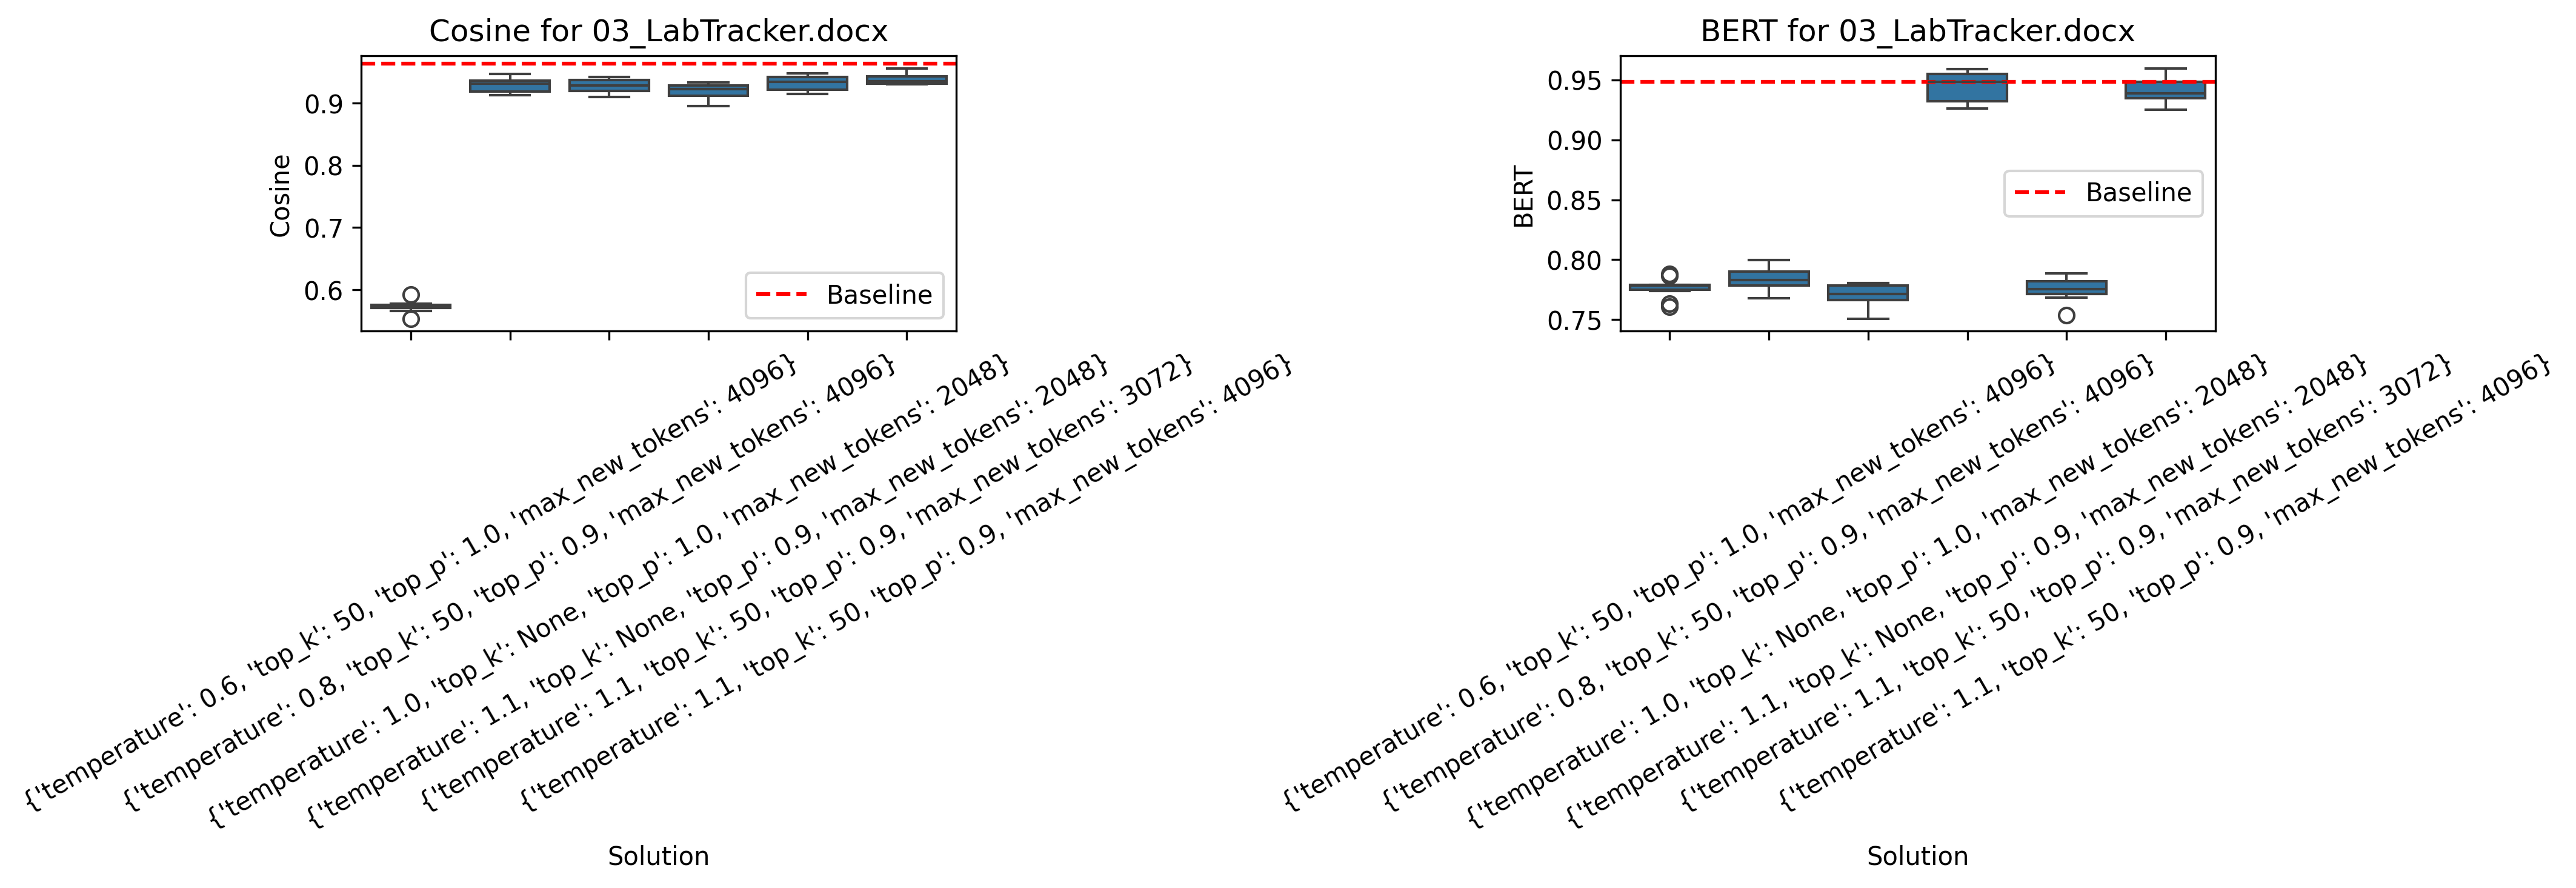 Cosine for 03_LabTracker.docx
Cosine
0.9
0.8
0.7
0.6
Baseline
{'temperature': 0.6, 'top_k': 50, 'top_p': 1.0, 'max_new_tokens': 4096}
{'temperature': 0.8, 'top_k': 50, 'top_p': 0.9, 'max_new_tokens': 4096}
{'temperature': 1.0, 'top_k': None, 'top_p': 1.0, 'max_new_tokens': 2048}
{'temperature': 1.1, 'top_k': None, 'top_p': 0.9, 'max_new_tokens': 2048}
{'temperature': 1.1, 'top_k': 50, 'top_p': 0.9, 'max_new_tokens': 3072}
{'temperature': 1.1, 'top_k': 50, 'top_p': 0.9, 'max_new_tokens': 4096}
Solution
BERT for 03_LabTracker.docx
BERT
0.95
0.90
0.85
0.80
0.75
Baseline
{'temperature': 0.6, 'top_k': 50, 'top_p': 1.0, 'max_new_tokens': 4096}
{'temperature': 0.8, 'top_k': 50, 'top_p': 0.9, 'max_new_tokens': 4096}
{'temperature': 1.0, 'top_k': None, 'top_p': 1.0, 'max_new_tokens': 2048}
{'temperature': 1.1, 'top_k': None, 'top_p': 0.9, 'max_new_tokens': 2048}
{'temperature': 1.1, 'top_k': 50, 'top_p': 0.9, 'max_new_tokens': 3072}
{'temperature': 1.1, 'top_k': 50, 'top_p': 0.9, 'max_new_tokens': 4096}
Solution